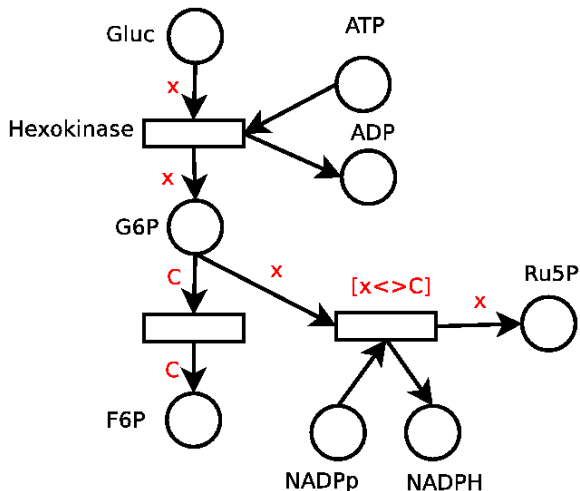 Gluc
ATP
x
Hexokinase
ADP
x
G6P
C
x
[x<>C]
Ru5P
x
C
F6P
NADPp
NADPH